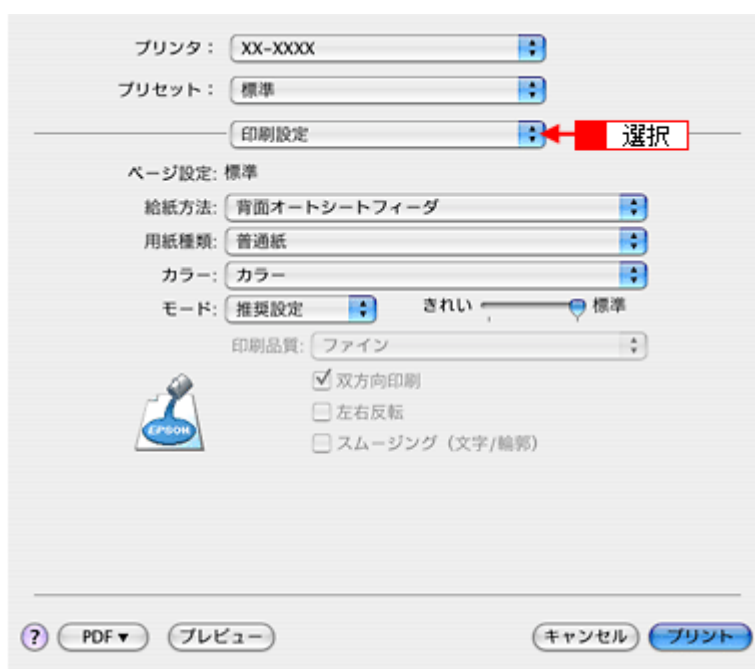 プリンタ： XX-XXXX
プリセット： 標準
印刷設定 選択
ページ設定: 標準
給紙方法: 背面オートシートフィーダ
用紙種類: 普通紙
カラー: カラー
モード: 推奨設定 きれい 標準
印刷品質: ファイン
双方向印刷
左右反転
スムージング（文字/輪郭）
EPSON
? PDF▼ プレビュー キャンセル プリント